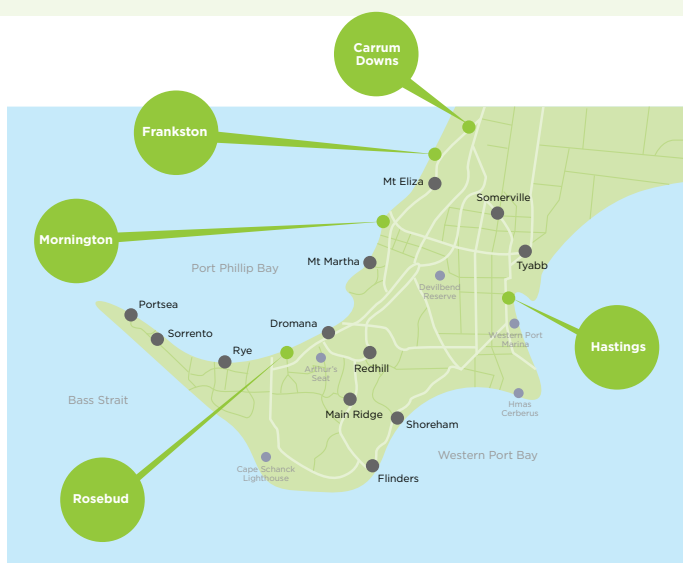 Carrum
Downs
Frankston
Mt Eliza
Somerville
Mornington
Tyabb
Mt Martha
Port Phillip Bay
Devilbend
Reserve
Portsea
Sorrento
Dromana
Rye
Western Port
Marina
Hastings
Arthur's
Seat
Redhill
Bass Strait
Main Ridge
Hmas
Cerberus
Shoreham
Western Port Bay
Cape Schanck
Lighthouse
Flinders
Rosebud